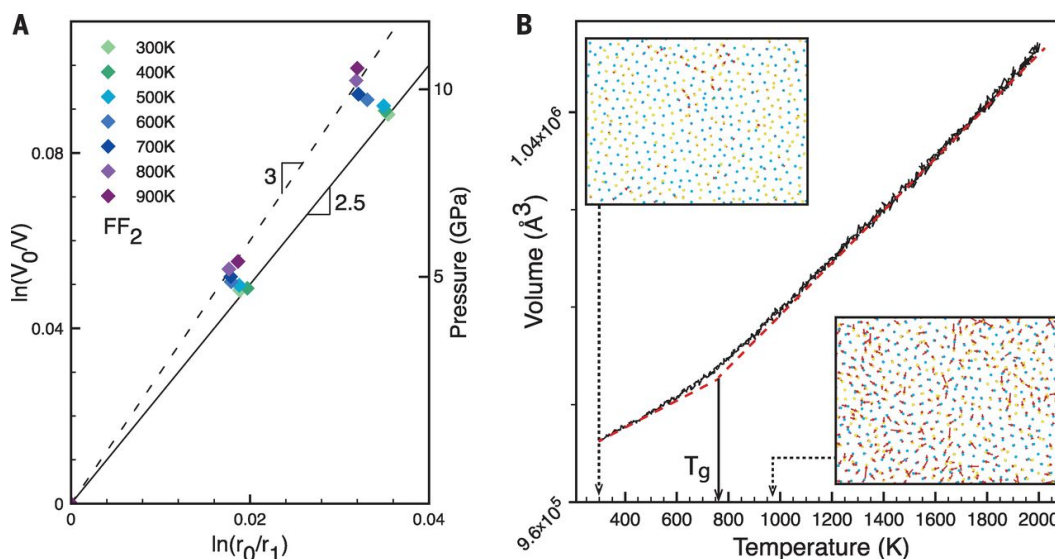 A
300K
400K
500K
600K
700K
800K
900K
FF2
3
2.5
ln(V0/V)
0.08
0.04
0
0
0.02
0.04
ln(r0/r1)
10
5
Pressure (GPa)
B
1.04x10^6
Volume (Å^3)
9.6x10^5
Tg
400 600 800 1000 1200 1400 1600 1800 2000
Temperature (K)